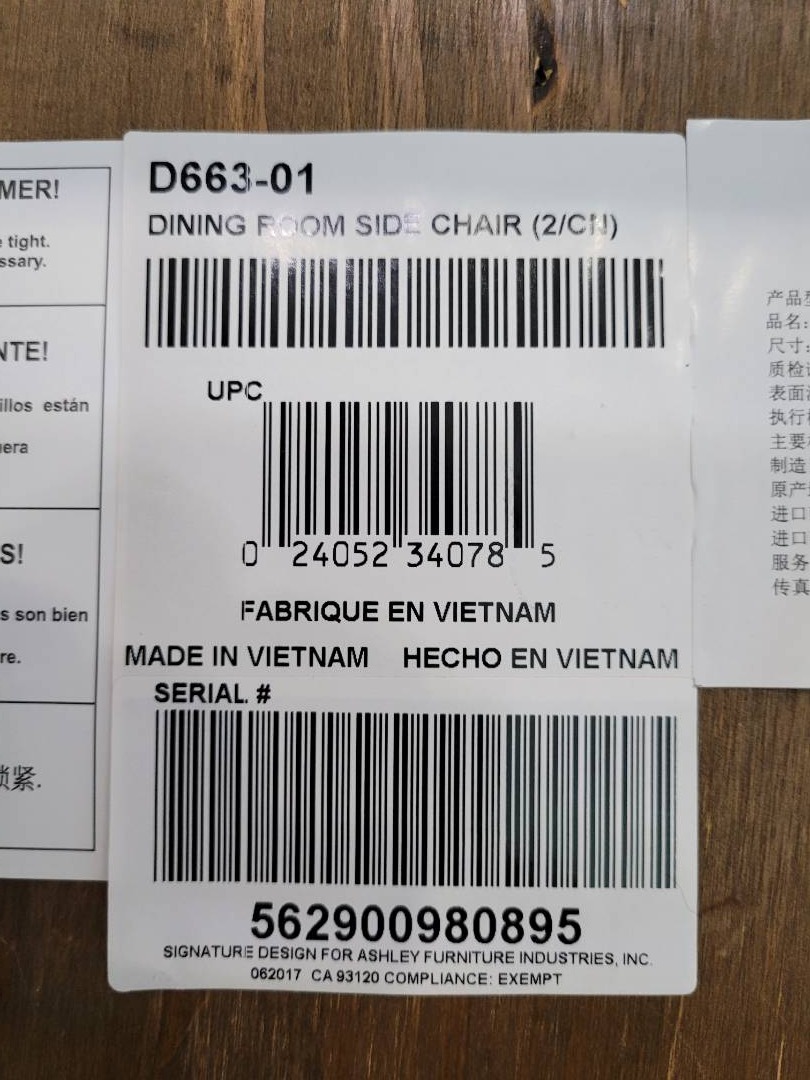 MER!
tight.
ssary.
NTE!
illos están
era
S!
s son bien
re.
紧.
D663-01
DINING ROOM SIDE CHAIR (2/CN)
UPC
0 24052 34078 5
FABRIQUE EN VIETNAM
MADE IN VIETNAM HECHO EN VIETNAM
SERIAL #
562900980895
SIGNATURE DESIGN FOR ASHLEY FURNITURE INDUSTRIES, INC.
062017 CA 93120 COMPLIANCE: EXEMPT
产品
品名:
尺寸:
质检
表面
执行
主要
制造
原产
进口
进口
服务
传真